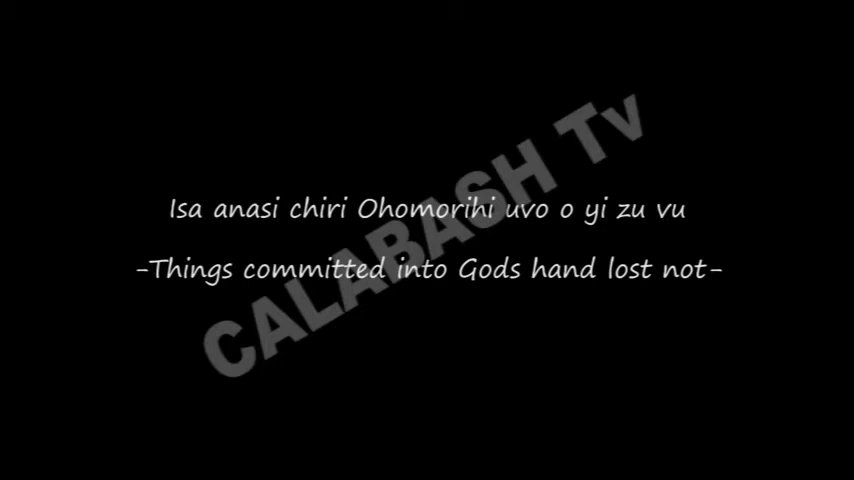 Isa anasi chiri Ohomorihi uvo o yi zu vu
-Things committed into Gods hand lost not-
CALABASH Tv